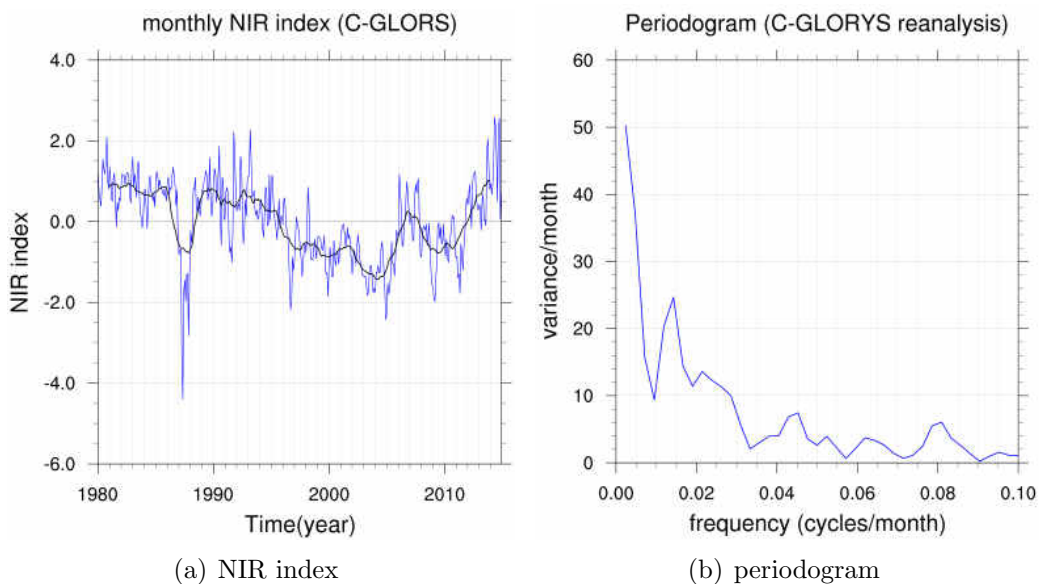 monthly NIR index (C-GLORS)
4.0
2.0
0.0
-2.0
-4.0
-6.0
NIR index
1980
1990
2000
2010
Time(year)
(a) NIR index
Periodogram (C-GLORYS reanalysis)
60
50
40
30
20
10
0
variance/month
0.00
0.02
0.04
0.06
0.08
0.10
frequency (cycles/month)
(b) periodogram